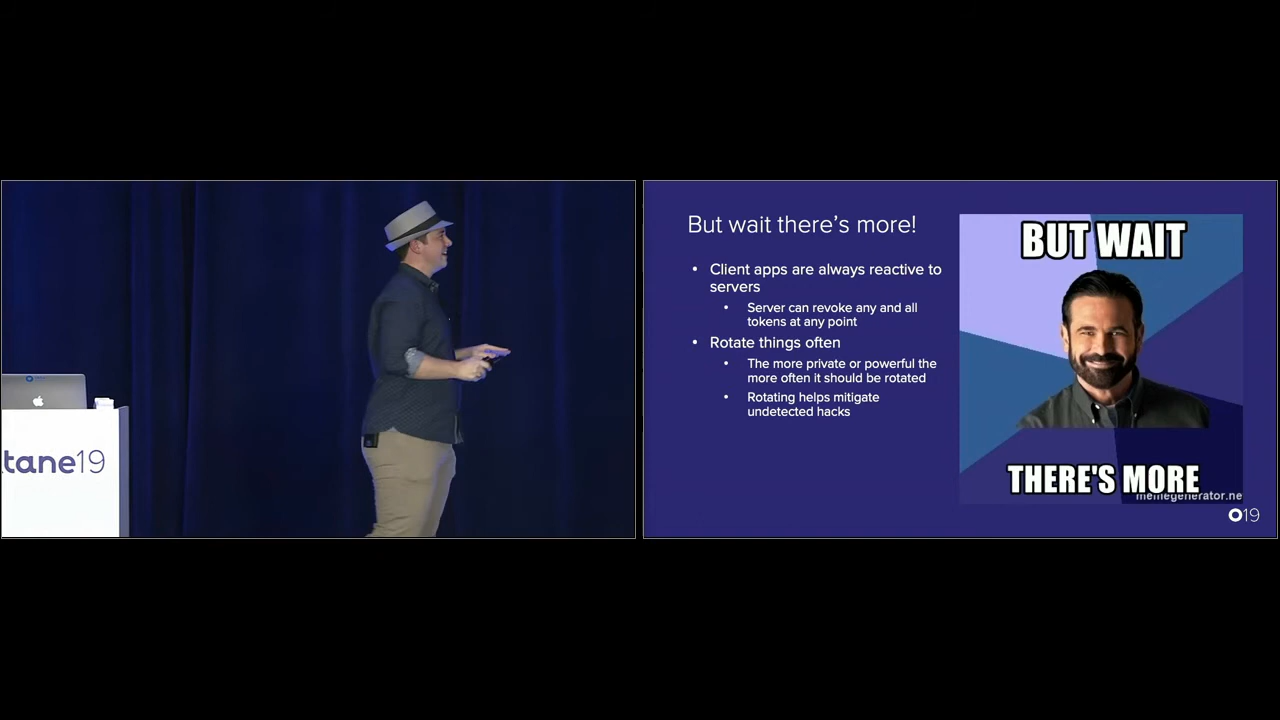 tane19
But wait there's more!
• Client apps are always reactive to
servers
• Server can revoke any and all
tokens at any point
• Rotate things often
• The more private or powerful the
more often it should be rotated
• Rotating helps mitigate
undetected hacks
BUT WAIT
THERE'S MORE
memegenerator.ne
O19